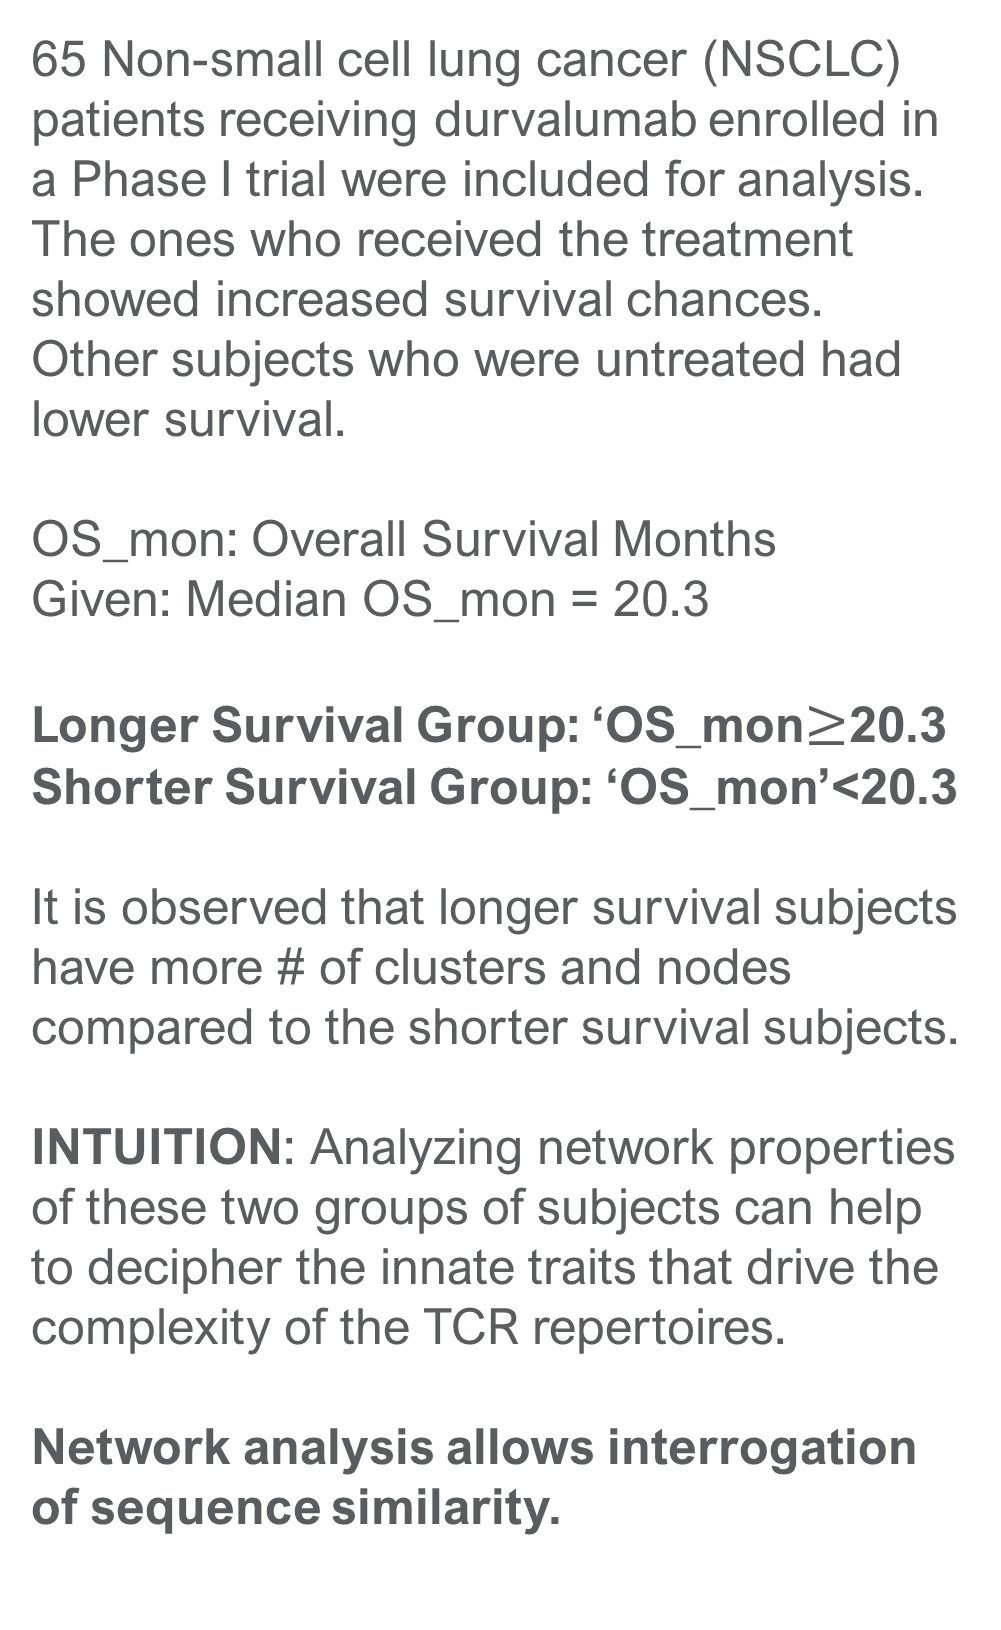 65 Non-small cell lung cancer (NSCLC)
patients receiving durvalumab enrolled in
a Phase I trial were included for analysis.
The ones who received the treatment
showed increased survival chances.
Other subjects who were untreated had
lower survival.
OS_mon: Overall Survival Months
Given: Median OS_mon = 20.3
Longer Survival Group: ‘OS_mon≥20.3
Shorter Survival Group: ‘OS_mon’<20.3
It is observed that longer survival subjects
have more # of clusters and nodes
compared to the shorter survival subjects.
INTUITION: Analyzing network properties
of these two groups of subjects can help
to decipher the innate traits that drive the
complexity of the TCR repertoires.
Network analysis allows interrogation
of sequence similarity.